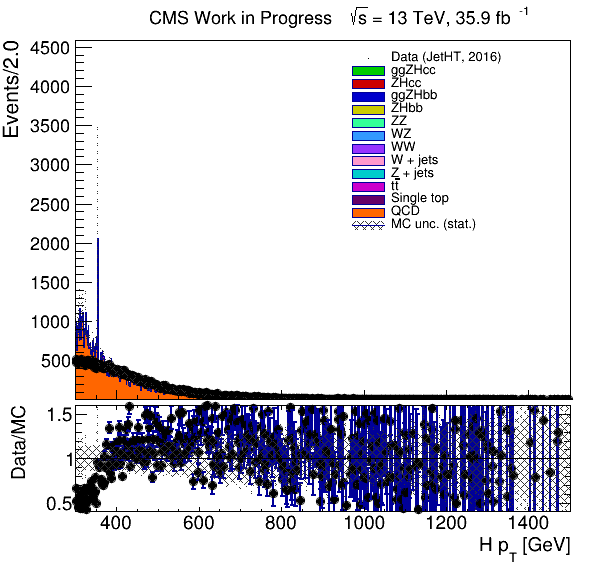 CMS Work in Progress √s = 13 TeV, 35.9 fb⁻¹
Events/2.0
4500
4000
3500
3000
2500
2000
1500
1000
500
Data (JetHT, 2016)
ggZHcc
ZHcc
ggZHbb
ZHbb
ZZ
WZ
WW
W + jets
Z + jets
tt̅
Single top
QCD
MC unc. (stat.)
Data/MC
1.5
1
0.5
400 600 800 1000 1200 1400
H p_T [GeV]